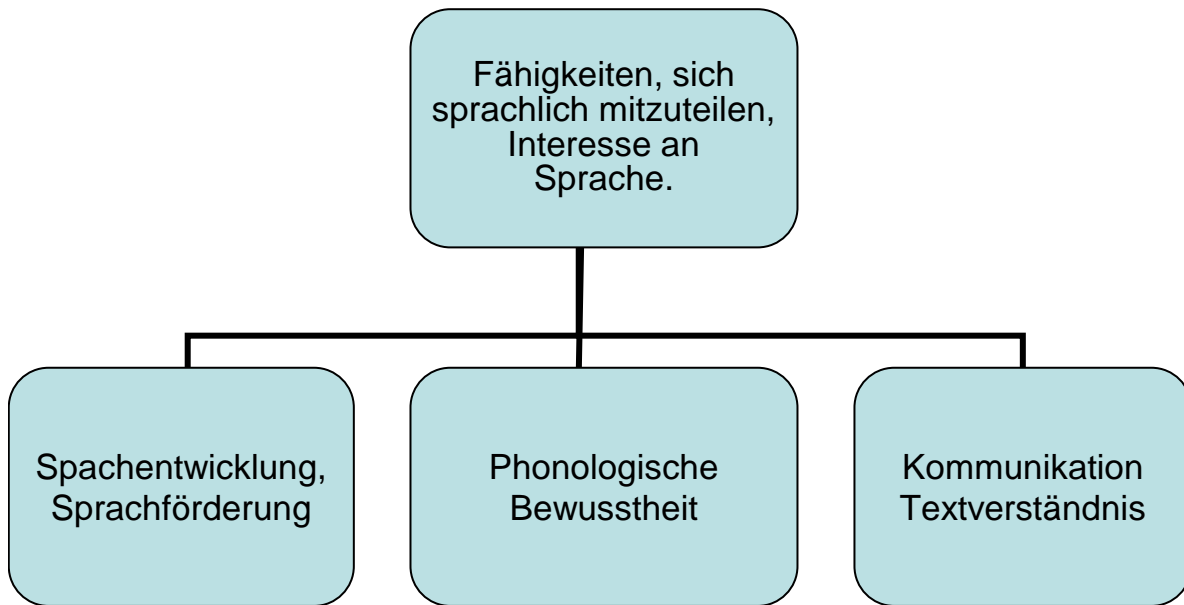 Fähigkeiten, sich
sprachlich mitzuteilen,
Interesse an
Sprache.
Spachentwicklung,
Sprachförderung
Phonologische
Bewusstheit
Kommunikation
Textverständnis